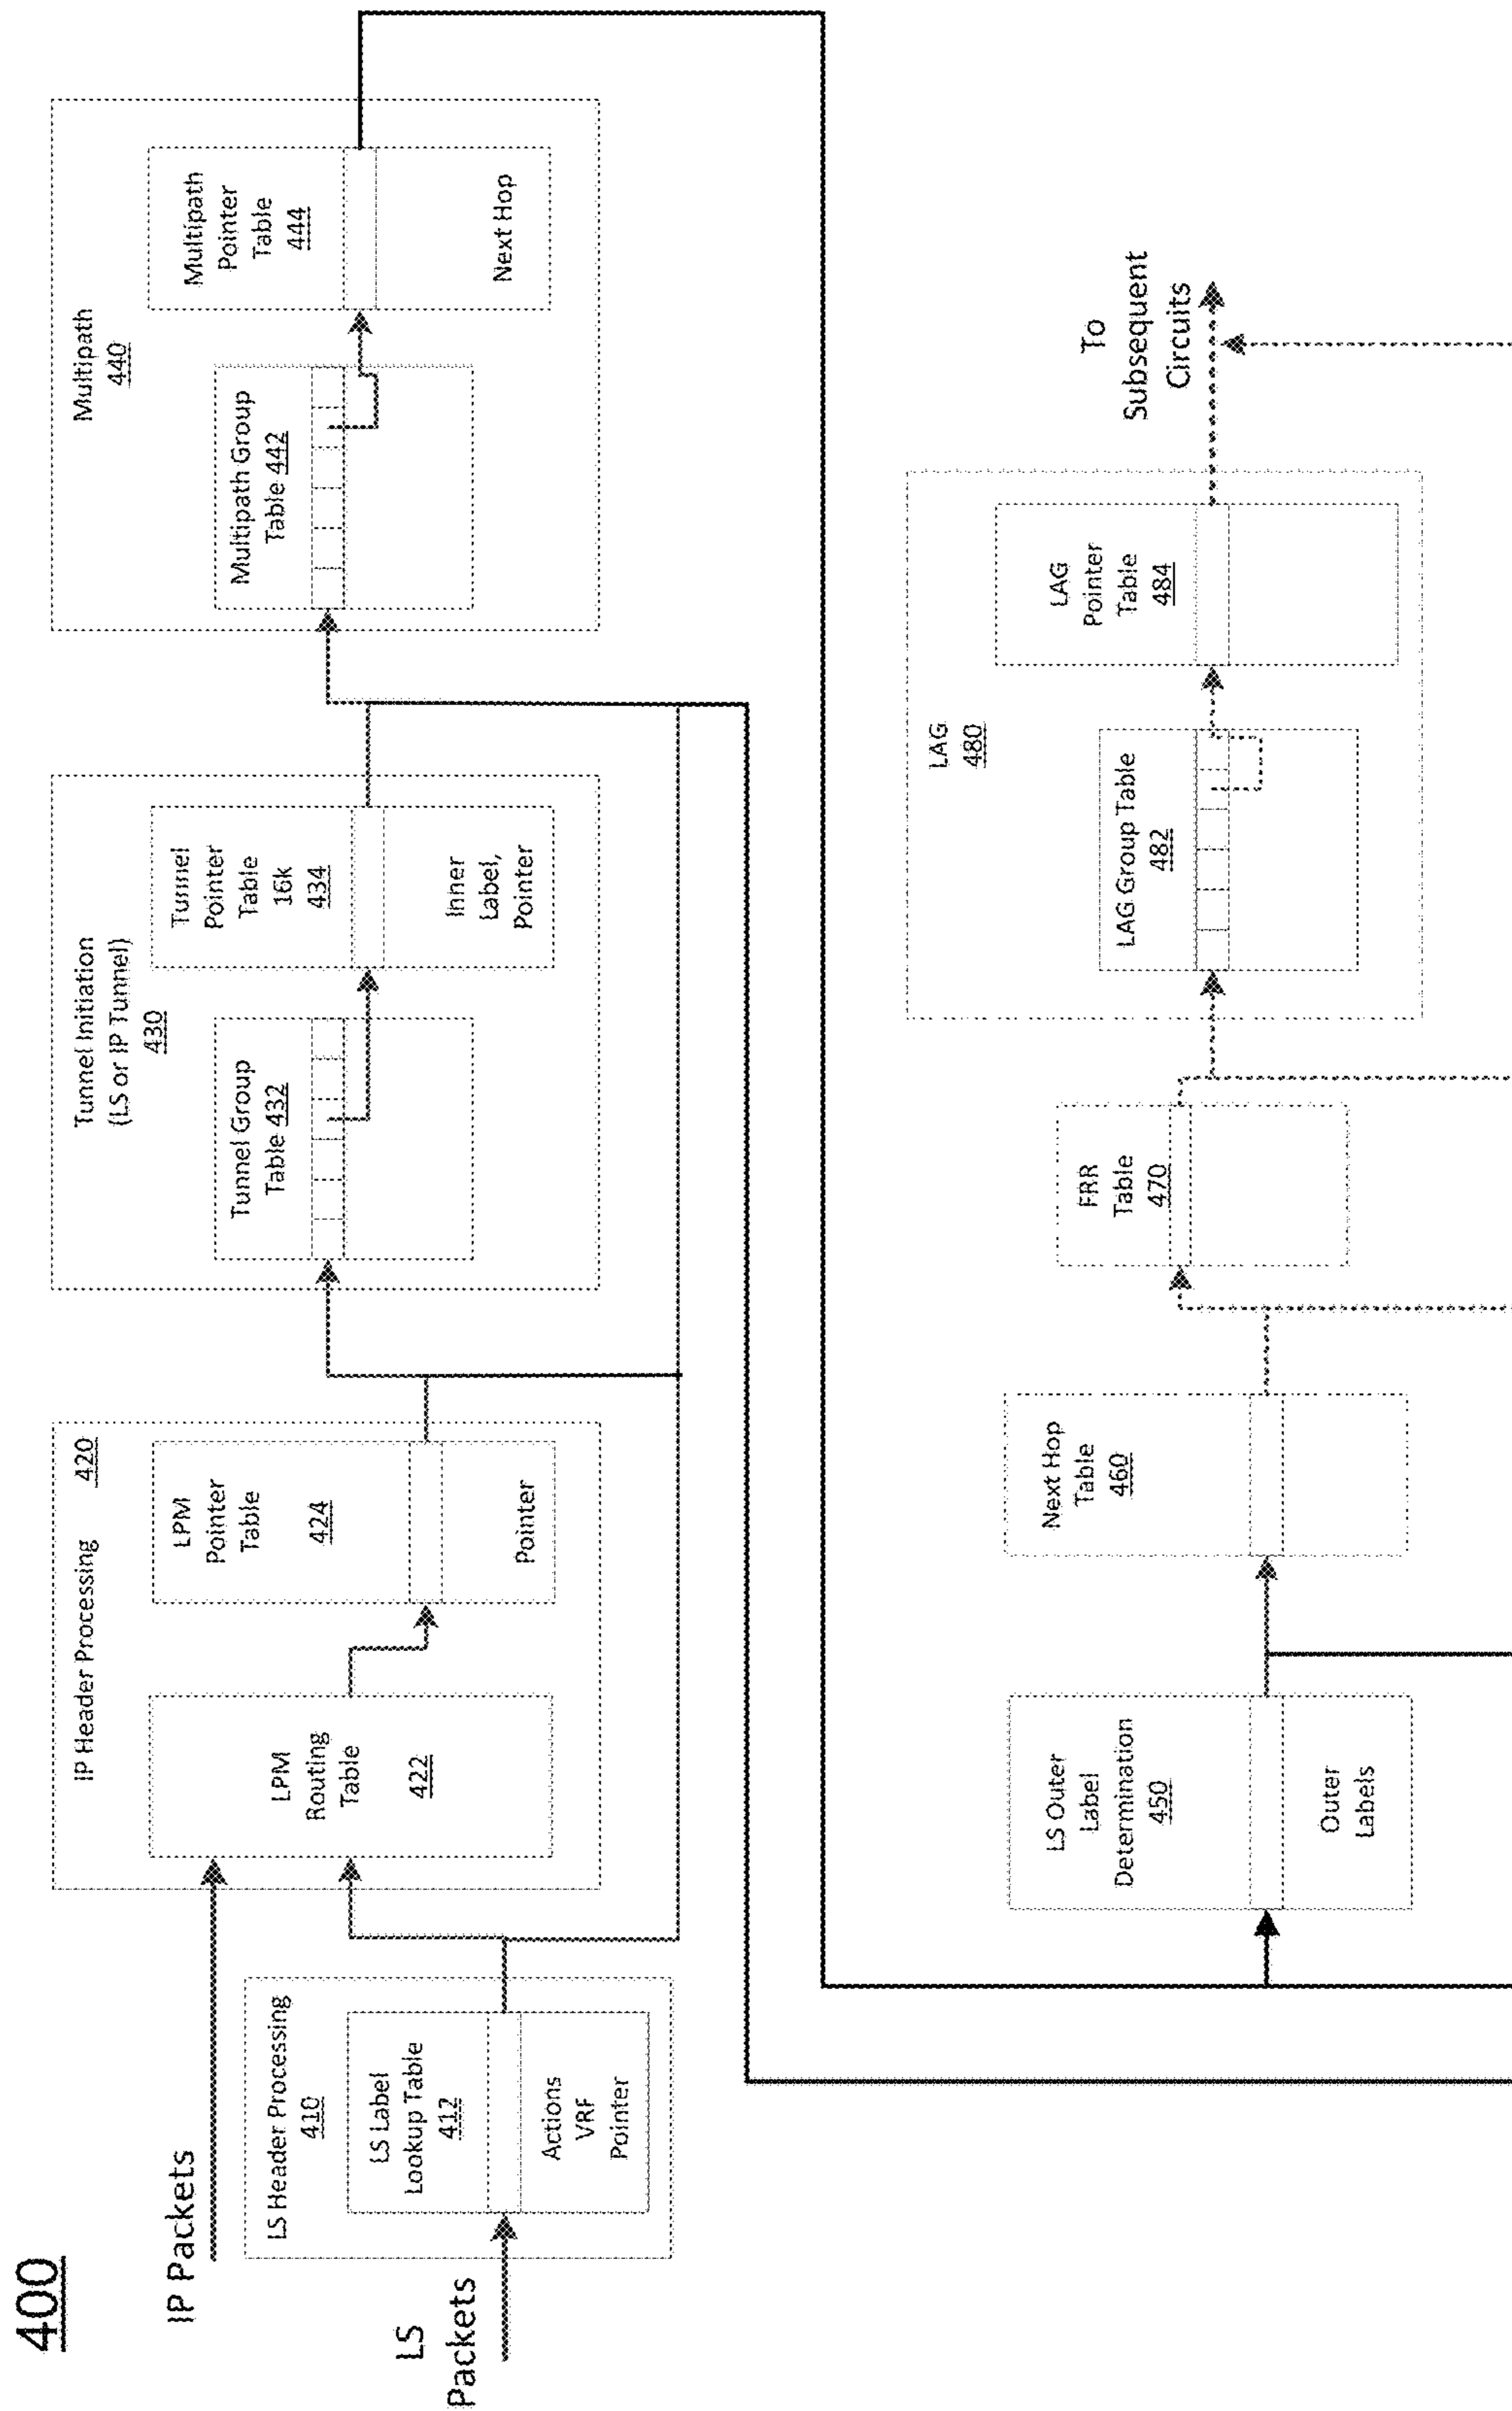 400
IP Packets
LS
Packets
LS Header Processing
410
LS Label
Lookup Table
412
Actions
VRF
Pointer
IP Header Processing
420
LPM
Routing
Table
422
LPM
Pointer
Table
424
Pointer
Tunnel Initiation
(LS or IP Tunnel)
430
Tunnel Group
Table 432
Tunnel
Pointer
Table
16k
434
Inner
Label,
Pointer
Multipath
440
Multipath Group
Table 442
Multipath
Pointer
Table
444
Next Hop
LS Outer
Label
Determination
450
Outer
Labels
Next Hop
Table
460
FRR
Table
470
LAG
480
LAG Group Table
482
LAG
Pointer
Table
484
To
Subsequent
Circuits